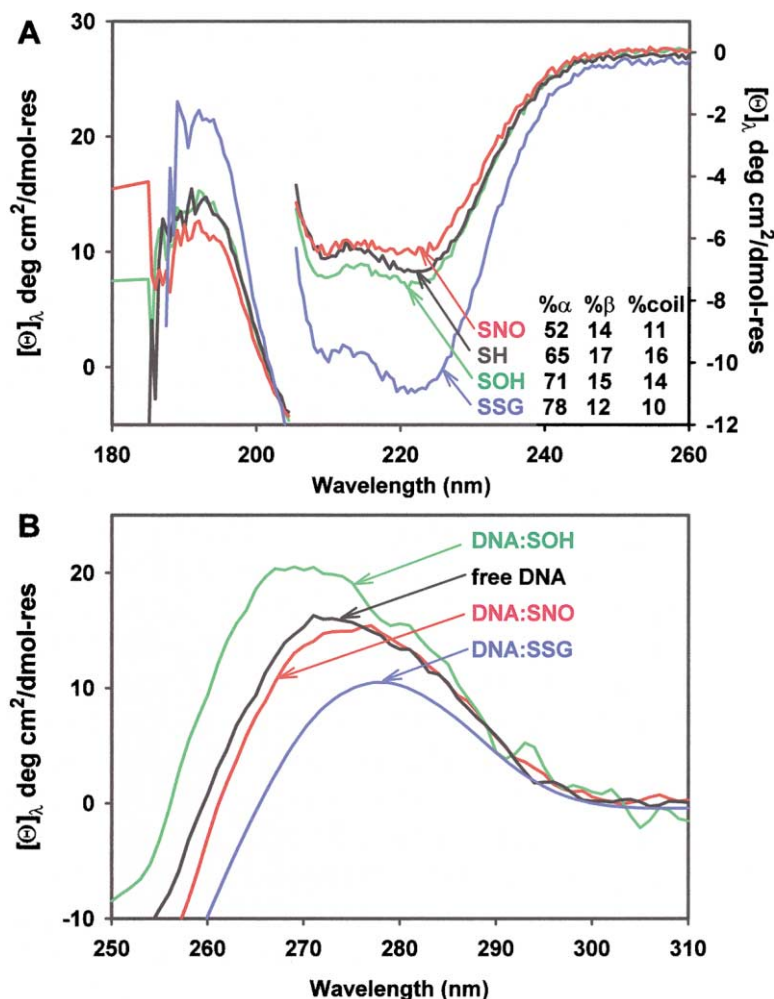 A
[Θ]λ deg cm²/dmol-res
30
20
10
0
180 200 220 240 260
Wavelength (nm)
0
-2
-4
-6
-8
-10
-12
[Θ]λ deg cm²/dmol-res
%α %β %coil
SNO 52 14 11
SH 65 17 16
SOH 71 15 14
SSG 78 12 10
B
[Θ]λ deg cm²/dmol-res
20
10
0
-10
250 260 270 280 290 300 310
Wavelength (nm)
DNA:SOH
free DNA
DNA:SNO
DNA:SSG